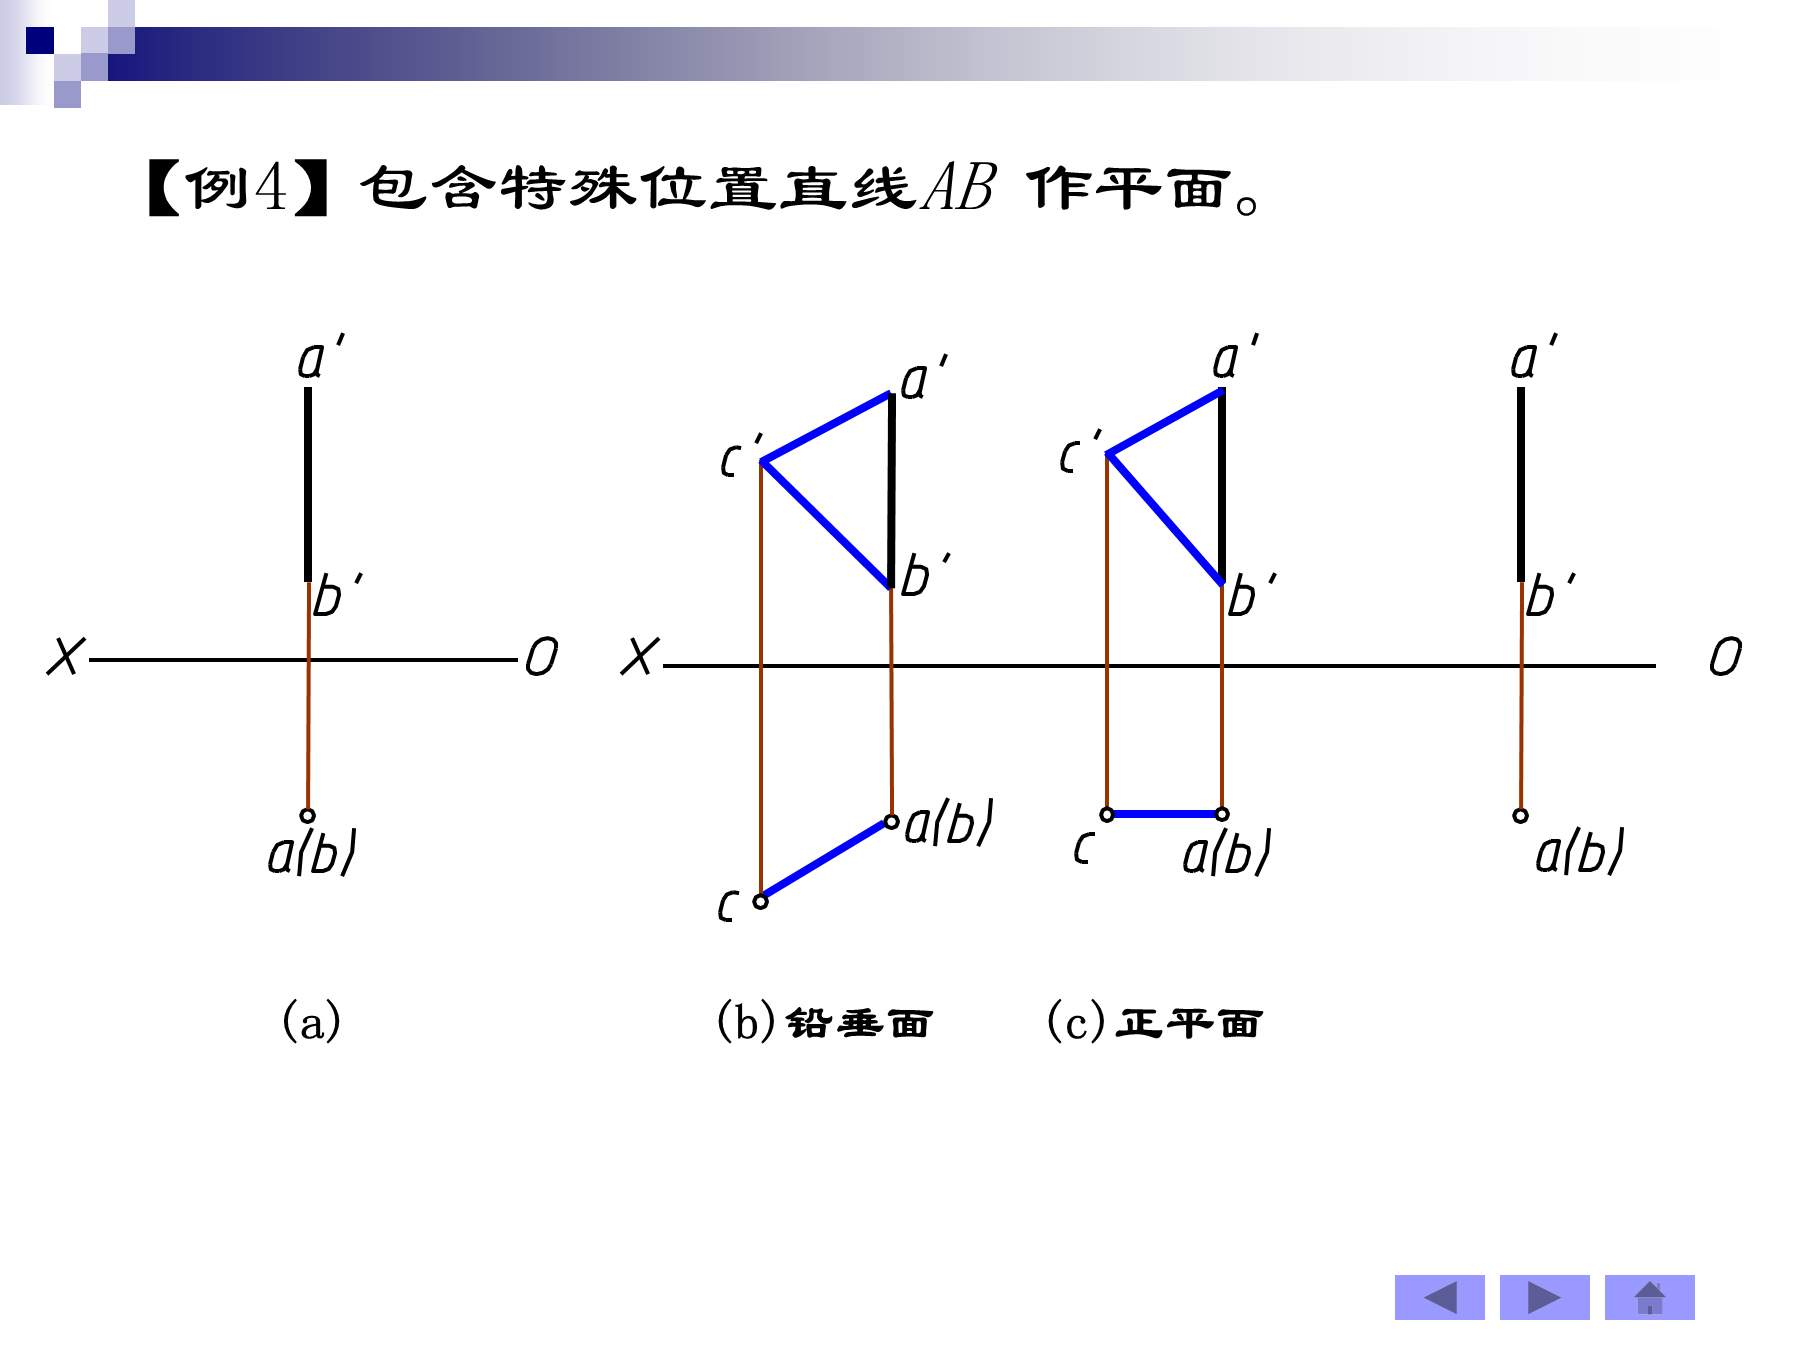 【例4】包含特殊位置直线AB 作平面。
a′ a′ a′ a′
c′ c′
b′ b′ b′ b′
X O X O
a(b) a(b) c a(b) a(b)
c
(a) (b)铅垂面 (c)正平面